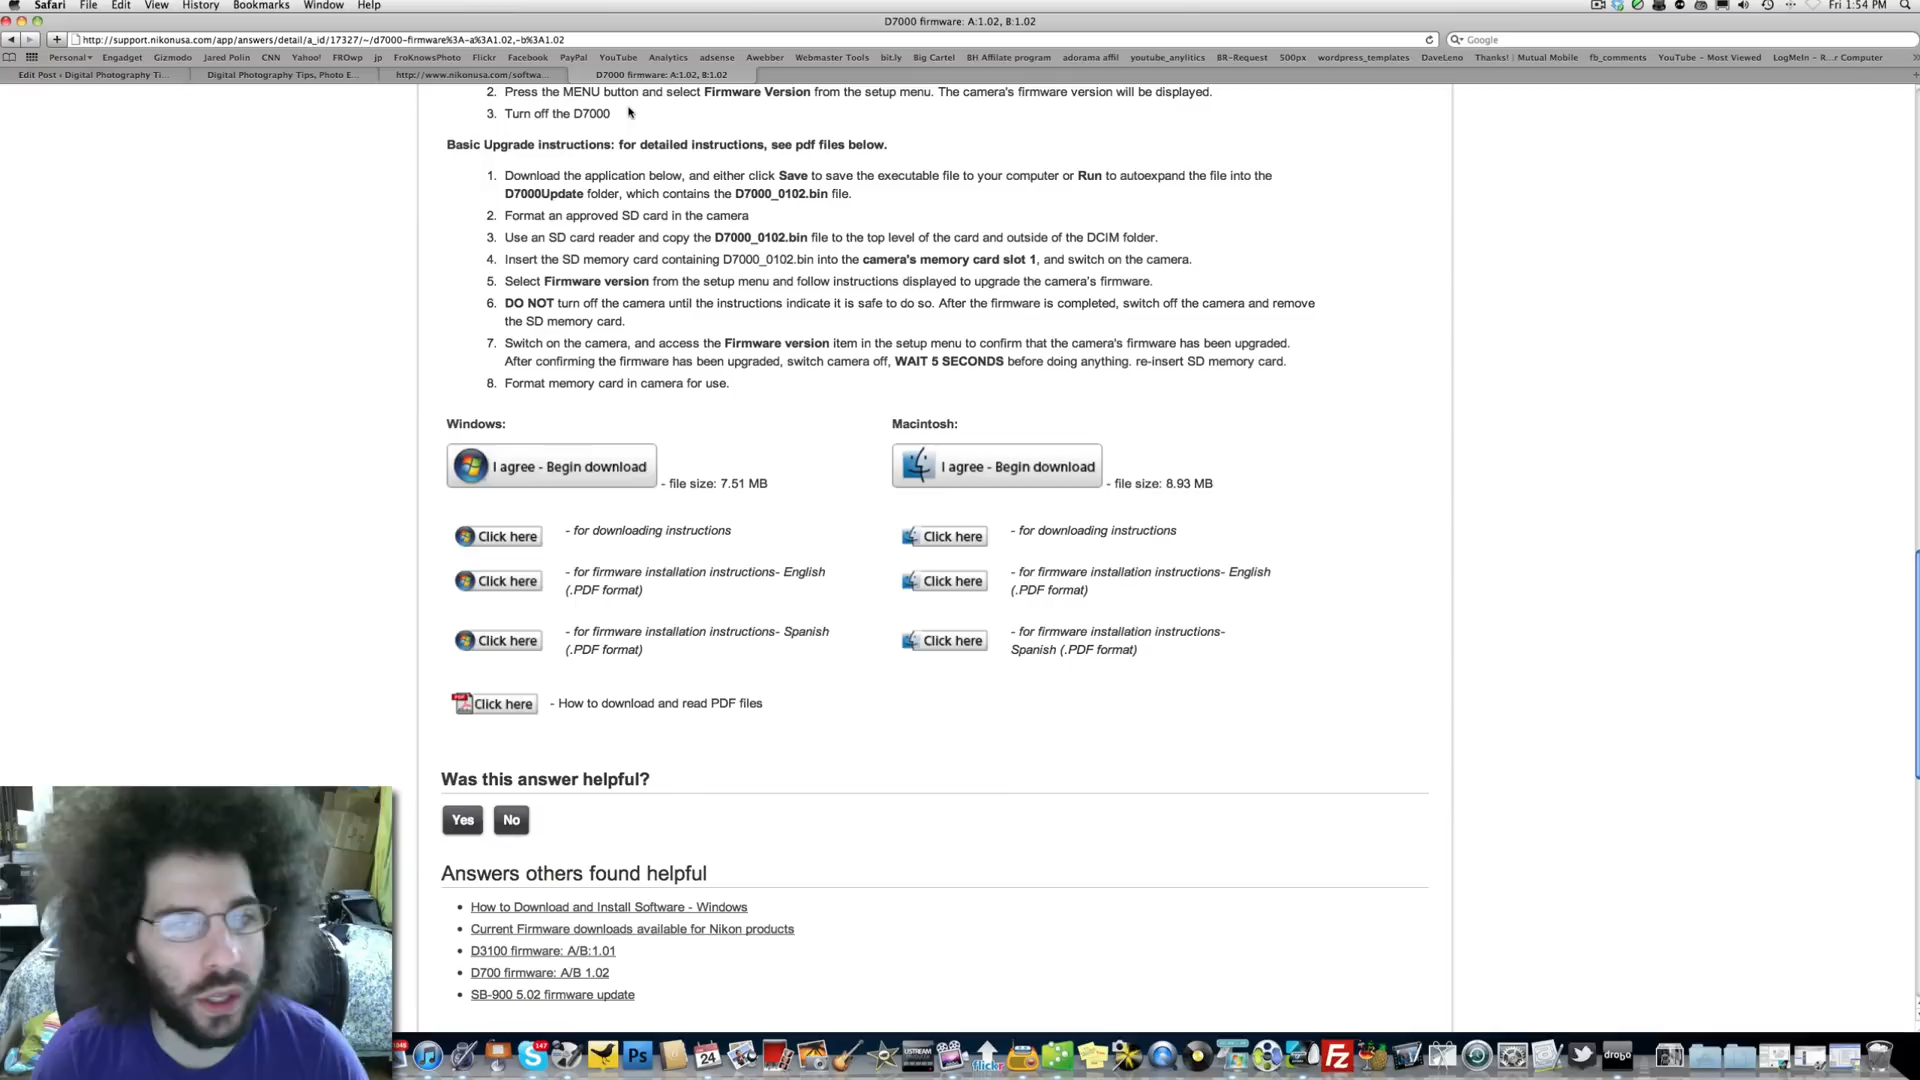 Safari File Edit View History Bookmarks Window Help Fri 1:54 PM
D7000 firmware: A:1.02, B:1.02
http://support.nikonusa.com/app/answers/detail/a_id/17327/~/d7000-firmware%3A-a%3A1.02,-b%3A1.02 Google
Personal Engadget Gizmodo Jared Polin CNN Yahoo! FROwp jp FroKnowsPhoto Flickr Facebook PayPal YouTube Analytics adsense Awebber Webmaster Tools bit.ly Big Cartel BH Affiliate program adorama affil youtube_anylitics BR-Request 500px wordpress_templates DaveLeno Thanks! | Mutual Mobile fb_comments YouTube - Most Viewed LogMeIn - R...r Computer
Edit Post ‹ Digital Photography Ti... Digital Photography Tips, Photo E... http://www.nikonusa.com/softwa... D7000 firmware: A:1.02, B:1.02
2. Press the MENU button and select Firmware Version from the setup menu. The camera's firmware version will be displayed.
3. Turn off the D7000
Basic Upgrade instructions: for detailed instructions, see pdf files below.
1. Download the application below, and either click Save to save the executable file to your computer or Run to autoexpand the file into the
D7000Update folder, which contains the D7000_0102.bin file.
2. Format an approved SD card in the camera
3. Use an SD card reader and copy the D7000_0102.bin file to the top level of the card and outside of the DCIM folder.
4. Insert the SD memory card containing D7000_0102.bin into the camera's memory card slot 1, and switch on the camera.
5. Select Firmware version from the setup menu and follow instructions displayed to upgrade the camera's firmware.
6. DO NOT turn off the camera until the instructions indicate it is safe to do so. After the firmware is completed, switch off the camera and remove
the SD memory card.
7. Switch on the camera, and access the Firmware version item in the setup menu to confirm that the camera's firmware has been upgraded.
After confirming the firmware has been upgraded, switch camera off, WAIT 5 SECONDS before doing anything. re-insert SD memory card.
8. Format memory card in camera for use.
Windows: Macintosh:
I agree - Begin download - file size: 7.51 MB I agree - Begin download - file size: 8.93 MB
Click here - for downloading instructions Click here - for downloading instructions
Click here - for firmware installation instructions- English Click here - for firmware installation instructions- English
(.PDF format) (.PDF format)
Click here - for firmware installation instructions- Spanish Click here - for firmware installation instructions-
(.PDF format) Spanish (.PDF format)
Click here - How to download and read PDF files
Was this answer helpful?
Yes No
Answers others found helpful
How to Download and Install Software - Windows
Current Firmware downloads available for Nikon products
D3100 firmware: A/B:1.01
D700 firmware: A/B 1.02
SB-900 5.02 firmware update
147 Ps 24 USTREAM flickr FZ drobo